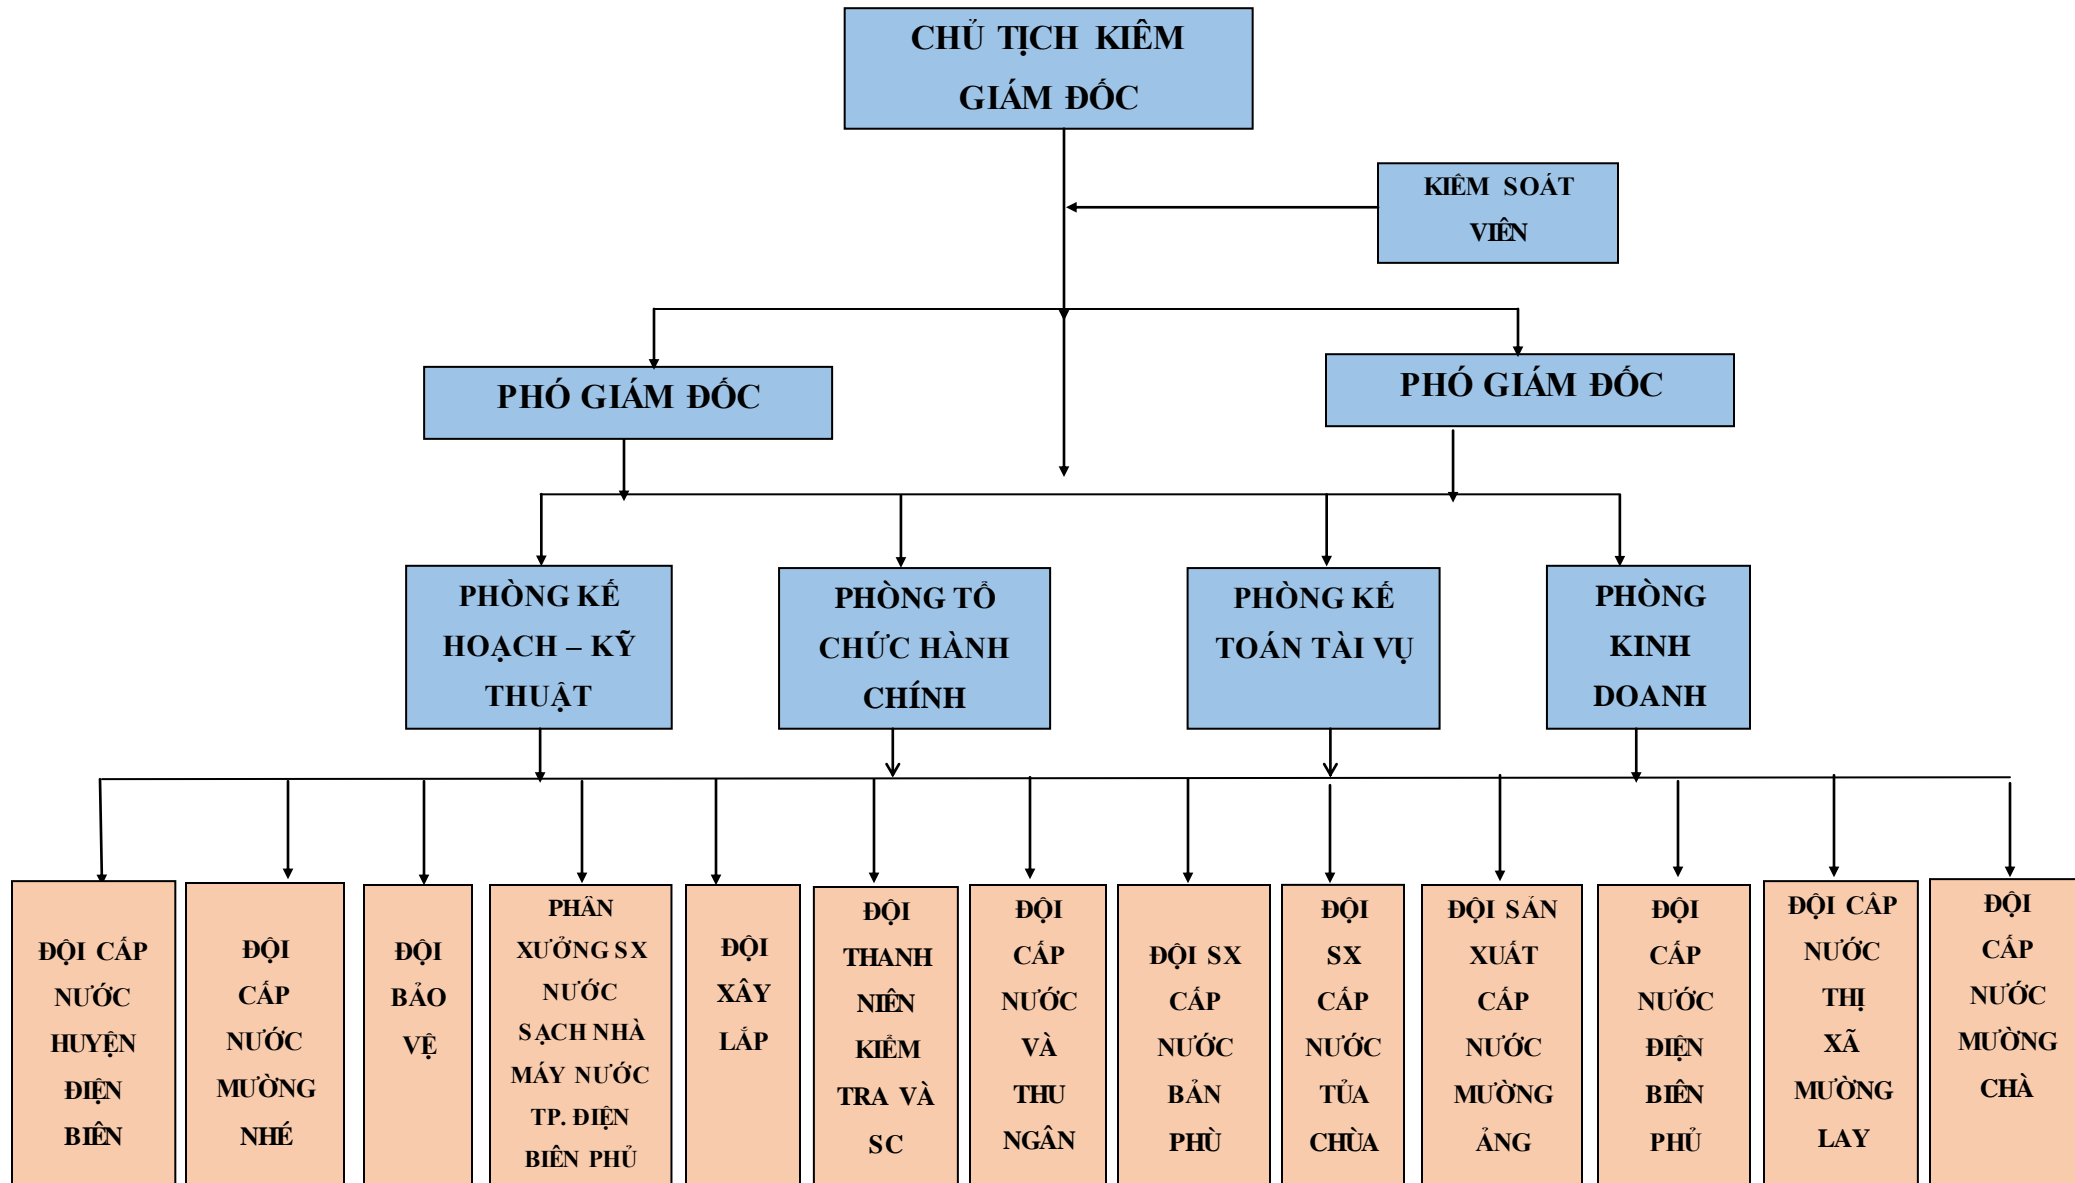 CHỦ TỊCH KIÊM
GIÁM ĐỐC
KIỂM SOÁT
VIÊN
PHÓ GIÁM ĐỐC
PHÓ GIÁM ĐỐC
PHÒNG KẾ
HOẠCH – KỸ
THUẬT
PHÒNG TỔ
CHỨC HÀNH
CHÍNH
PHÒNG KẾ
TOÁN TÀI VỤ
PHÒNG
KINH
DOANH
ĐỘI CẤP
NƯỚC
HUYỆN
ĐIỆN
BIÊN
ĐỘI
CẤP
NƯỚC
MƯỜNG
NHÉ
ĐỘI
BẢO
VỆ
PHÂN
XƯỞNG SX
NƯỚC
SẠCH NHÀ
MÁY NƯỚC
TP. ĐIỆN
BIÊN PHỦ
ĐỘI
XÂY
LẮP
ĐỘI
THANH
NIÊN
KIỂM
TRA VÀ
SC
ĐỘI
CẤP
NƯỚC
VÀ
THU
NGÂN
ĐỘI SX
CẤP
NƯỚC
BẢN
PHỦ
ĐỘI
SX
CẤP
NƯỚC
TỦA
CHÙA
ĐỘI SẢN
XUẤT
CẤP
NƯỚC
MƯỜNG
ẢNG
ĐỘI
CẤP
NƯỚC
ĐIỆN
BIÊN
PHỦ
ĐỘI CẤP
NƯỚC
THỊ
XÃ
MƯỜNG
LAY
ĐỘI
CẤP
NƯỚC
MƯỜNG
CHÀ